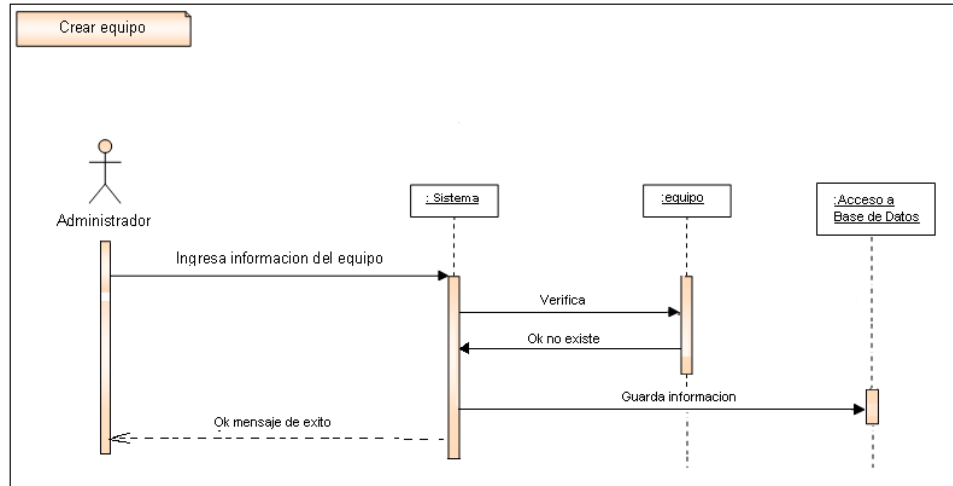 Crear equipo
Administrador
: Sistema
:equipo
:Acceso a
Base de Datos
Ingresa informacion del equipo
Verifica
Ok no existe
Guarda informacion
Ok mensaje de exito